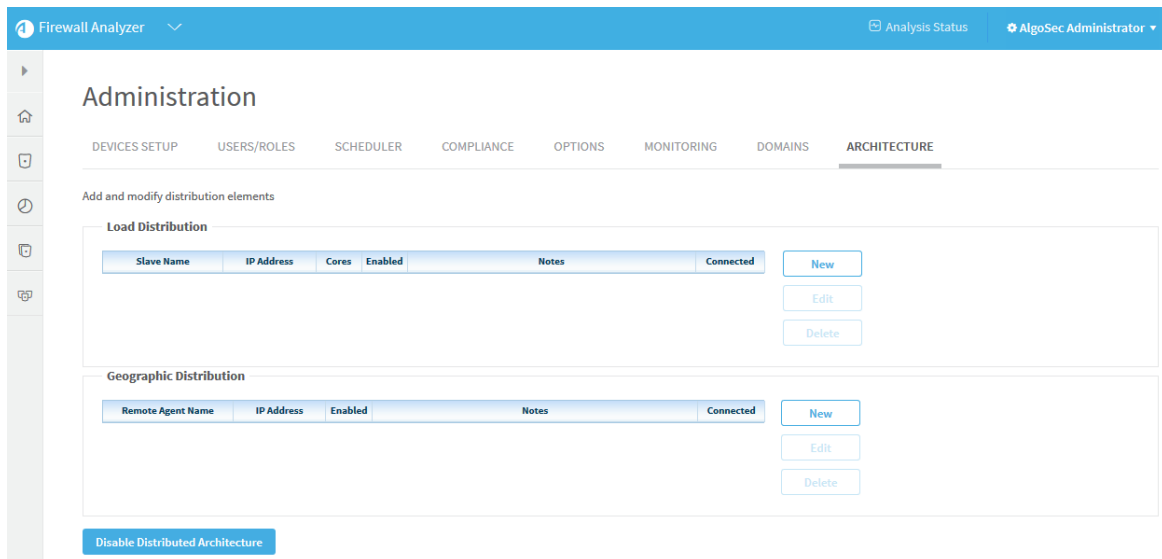 Firewall Analyzer
Analysis Status
AlgoSec Administrator
Administration
DEVICES SETUP USERS/ROLES SCHEDULER COMPLIANCE OPTIONS MONITORING DOMAINS ARCHITECTURE
Add and modify distribution elements
Load Distribution
Slave Name IP Address Cores Enabled Notes Connected
New
Edit
Delete
Geographic Distribution
Remote Agent Name IP Address Enabled Notes Connected
New
Edit
Delete
Disable Distributed Architecture